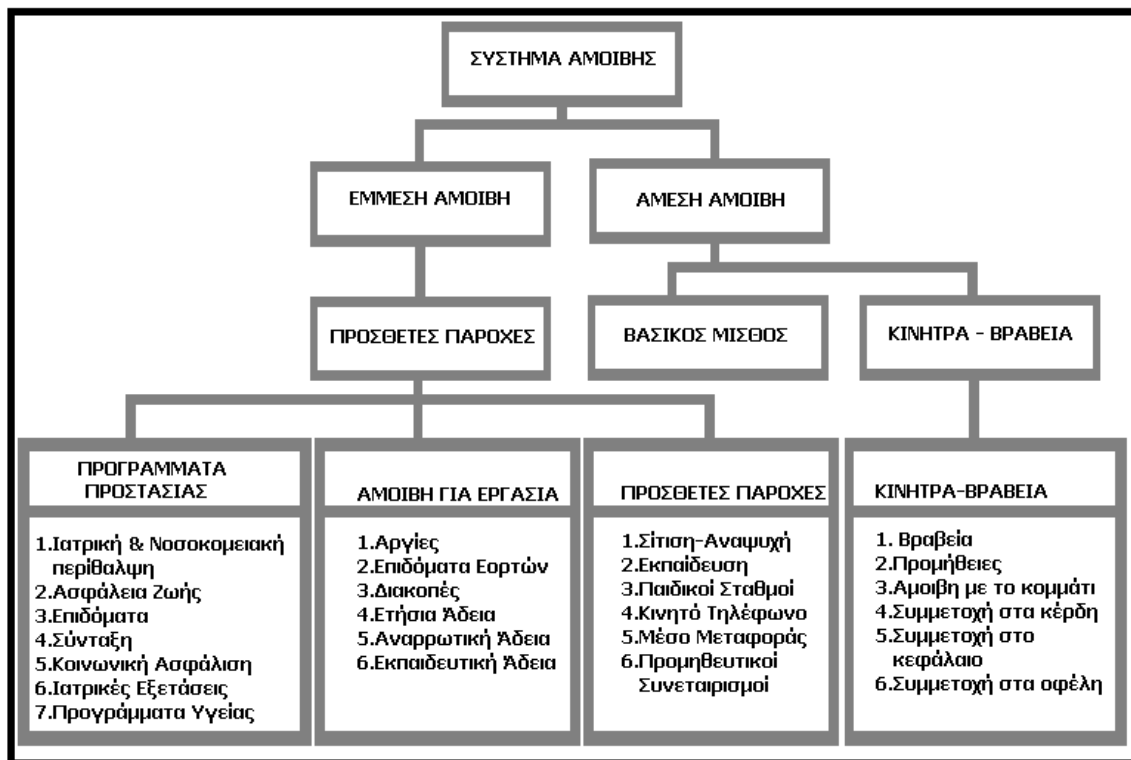 ΣΥΣΤΗΜΑ ΑΜΟΙΒΗΣ
ΕΜΜΕΣΗ ΑΜΟΙΒΗ
ΑΜΕΣΗ ΑΜΟΙΒΗ
ΠΡΟΣΘΕΤΕΣ ΠΑΡΟΧΕΣ
ΒΑΣΙΚΟΣ ΜΙΣΘΟΣ
ΚΙΝΗΤΡΑ - ΒΡΑΒΕΙΑ
ΠΡΟΓΡΑΜΜΑΤΑ
ΠΡΟΣΤΑΣΙΑΣ
1.Ιατρική & Νοσοκομειακή
περίθαλψη
2.Ασφάλεια Ζωής
3.Επιδόματα
4.Σύνταξη
5.Κοινωνική Ασφάλιση
6.Ιατρικές Εξετάσεις
7.Προγράμματα Υγείας
ΑΜΟΙΒΗ ΓΙΑ ΕΡΓΑΣΙΑ
1.Αργίες
2.Επιδόματα Εορτών
3.Διακοπές
4.Ετήσια Άδεια
5.Αναρρωτική Άδεια
6.Εκπαιδευτική Άδεια
ΠΡΟΣΘΕΤΕΣ ΠΑΡΟΧΕΣ
1.Σίτιση-Αναψυχή
2.Εκπαίδευση
3.Παιδικοί Σταθμοί
4.Κινητό Τηλέφωνο
5.Μέσο Μεταφοράς
6.Προμηθευτικοί
Συνεταιρισμοί
ΚΙΝΗΤΡΑ-ΒΡΑΒΕΙΑ
1. Βραβεία
2.Προμήθειες
3.Αμοιβη με το κομμάτι
4.Συμμετοχή στα κέρδη
5.Συμμετοχή στο
κεφάλαιο
6.Συμμετοχή στα οφέλη